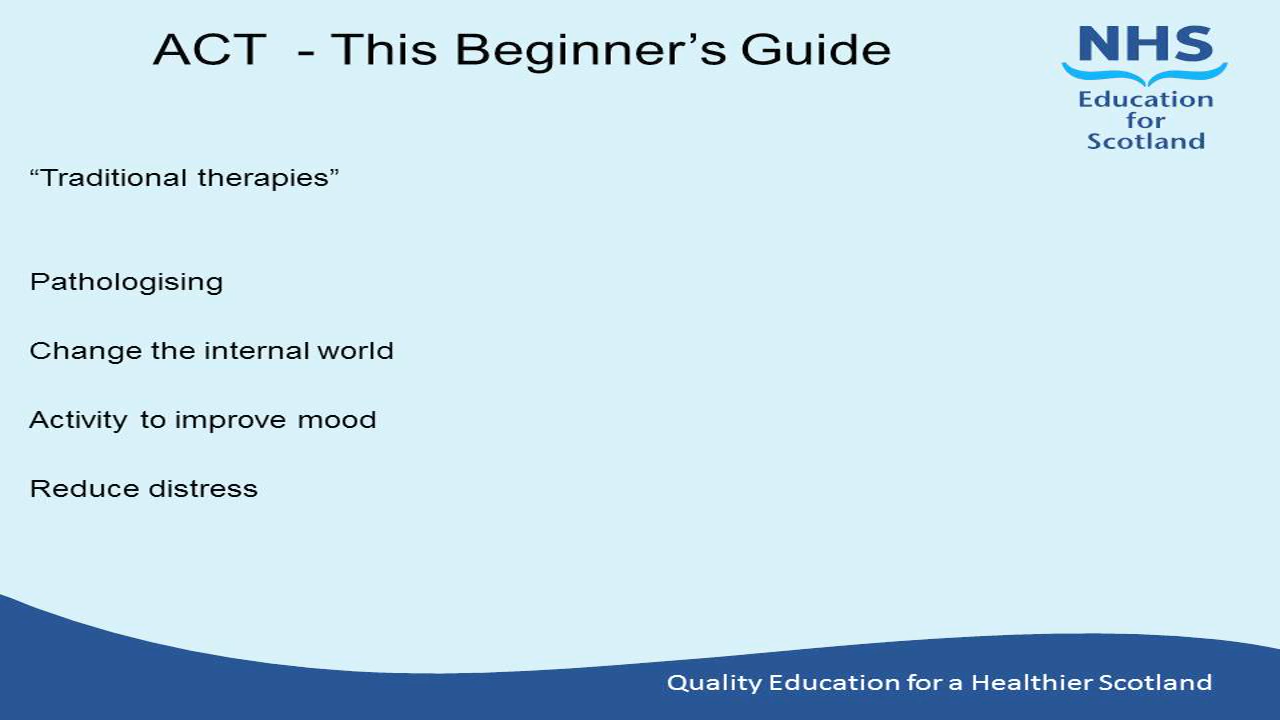 ACT - This Beginner’s Guide
NHS
Education
for
Scotland
“Traditional therapies”
Pathologising
Change the internal world
Activity to improve mood
Reduce distress
Quality Education for a Healthier Scotland